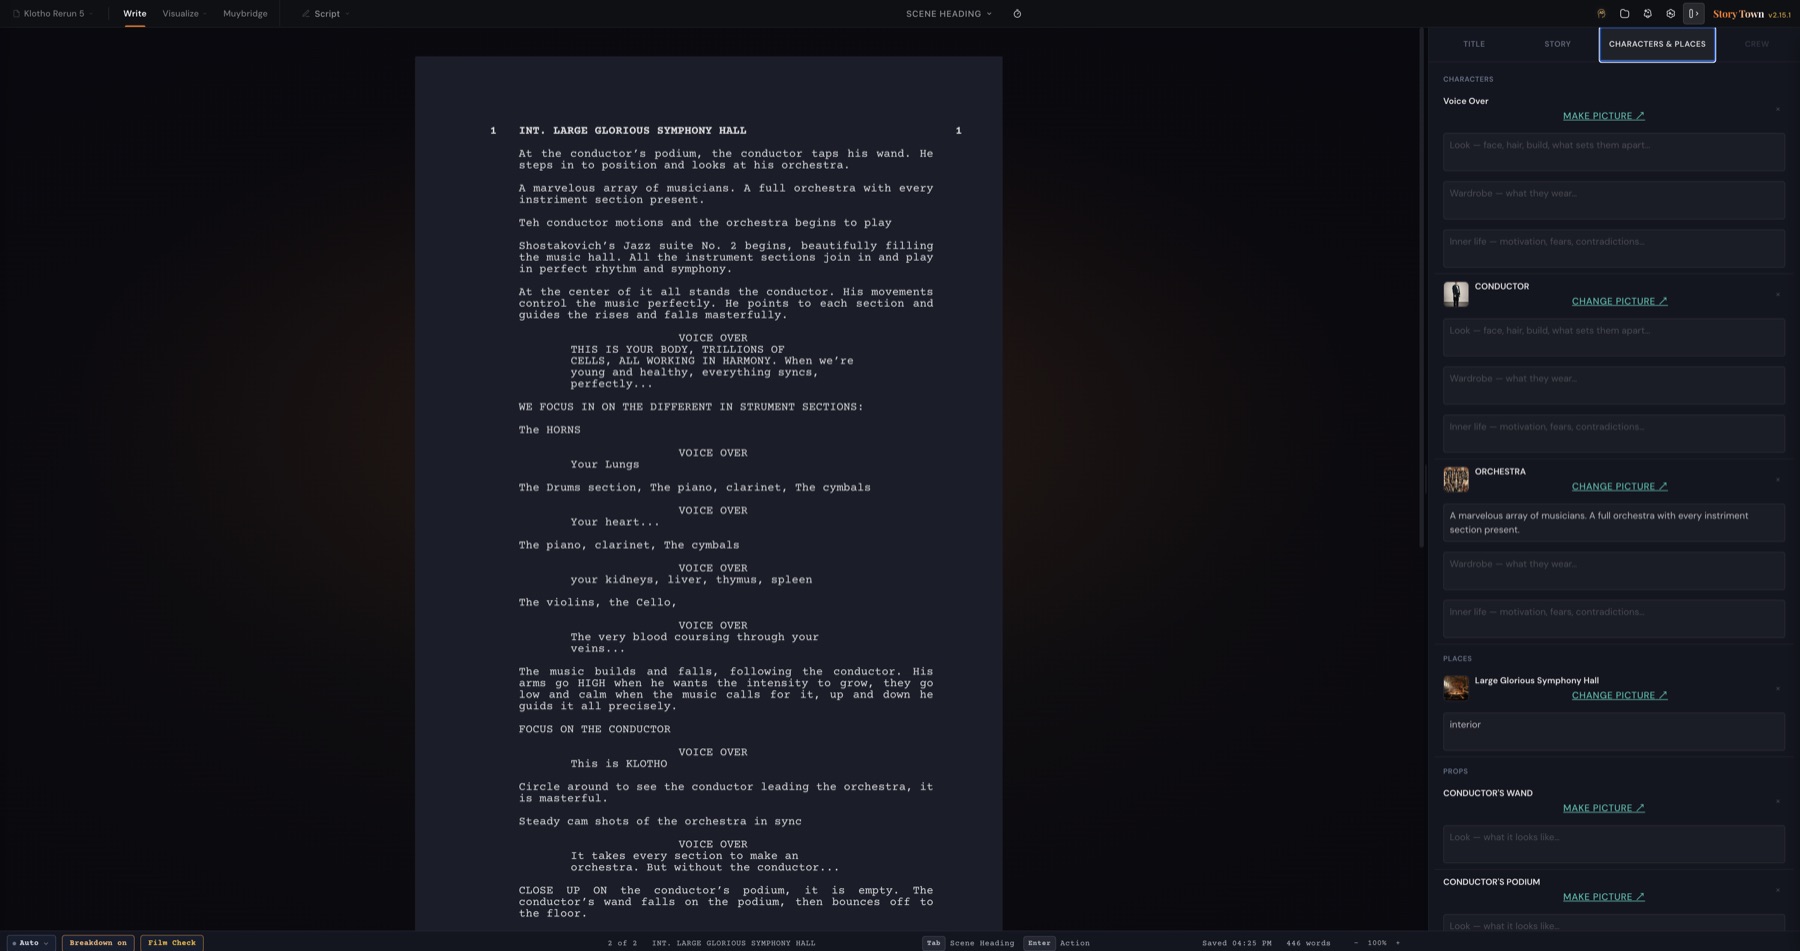 Klotho Rerun 5
Write
Visualize
Muybridge
Script
SCENE HEADING
Story Town v2.15.1
1 INT. LARGE GLORIOUS SYMPHONY HALL 1
At the conductor's podium, the conductor taps his wand. He
steps in to position and looks at his orchestra.
A marvelous array of musicians. A full orchestra with every
instriment section present.
Teh conductor motions and the orchestra begins to play
Shostakovich's Jazz suite No. 2 begins, beautifully filling
the music hall. All the instrument sections join in and play
in perfect rhythm and symphony.
At the center of it all stands the conductor. His movements
control the music perfectly. He points to each section and
guides the rises and falls masterfully.
VOICE OVER
THIS IS YOUR BODY, TRILLIONS OF
CELLS, ALL WORKING IN HARMONY. When we're
young and healthy, everything syncs,
perfectly...
WE FOCUS IN ON THE DIFFERENT IN STRUMENT SECTIONS:
The HORNS
VOICE OVER
Your Lungs
The Drums section, The piano, clarinet, The cymbals
VOICE OVER
Your heart...
The piano, clarinet, The cymbals
VOICE OVER
your kidneys, liver, thymus, spleen
The violins, the Cello,
VOICE OVER
The very blood coursing through your
veins...
The music builds and falls, following the conductor. His
arms go HIGH when he wants the intensity to grow, they go
low and calm when the music calls for it, up and down he
guids it all precisely.
FOCUS ON THE CONDUCTOR
VOICE OVER
This is KLOTHO
Circle around to see the conductor leading the orchestra, it
is masterful.
Steady cam shots of the orchestra in sync
VOICE OVER
It takes every section to make an
orchestra. But without the conductor...
CLOSE UP ON the conductor's podium, it is empty. The
conductor's wand falls on the podium, then bounces off to
the floor.
TITLE
STORY
CHARACTERS & PLACES
CREW
CHARACTERS
Voice Over
MAKE PICTURE ↗
Look — face, hair, build, what sets them apart...
Wardrobe — what they wear...
Inner life — motivation, fears, contradictions...
CONDUCTOR
CHANGE PICTURE ↗
Look — face, hair, build, what sets them apart...
Wardrobe — what they wear...
Inner life — motivation, fears, contradictions...
ORCHESTRA
CHANGE PICTURE ↗
A marvelous array of musicians. A full orchestra with every instriment
section present.
Wardrobe — what they wear...
Inner life — motivation, fears, contradictions...
PLACES
Large Glorious Symphony Hall
CHANGE PICTURE ↗
interior
PROPS
CONDUCTOR'S WAND
MAKE PICTURE ↗
Look — what it looks like...
CONDUCTOR'S PODIUM
MAKE PICTURE ↗
Look — what it looks like...
Auto
Breakdown on
Film Check
2 of 2 INT. LARGE GLORIOUS SYMPHONY HALL
Tab Scene Heading Enter Action
Saved 04:25 PM 446 words − 100% +